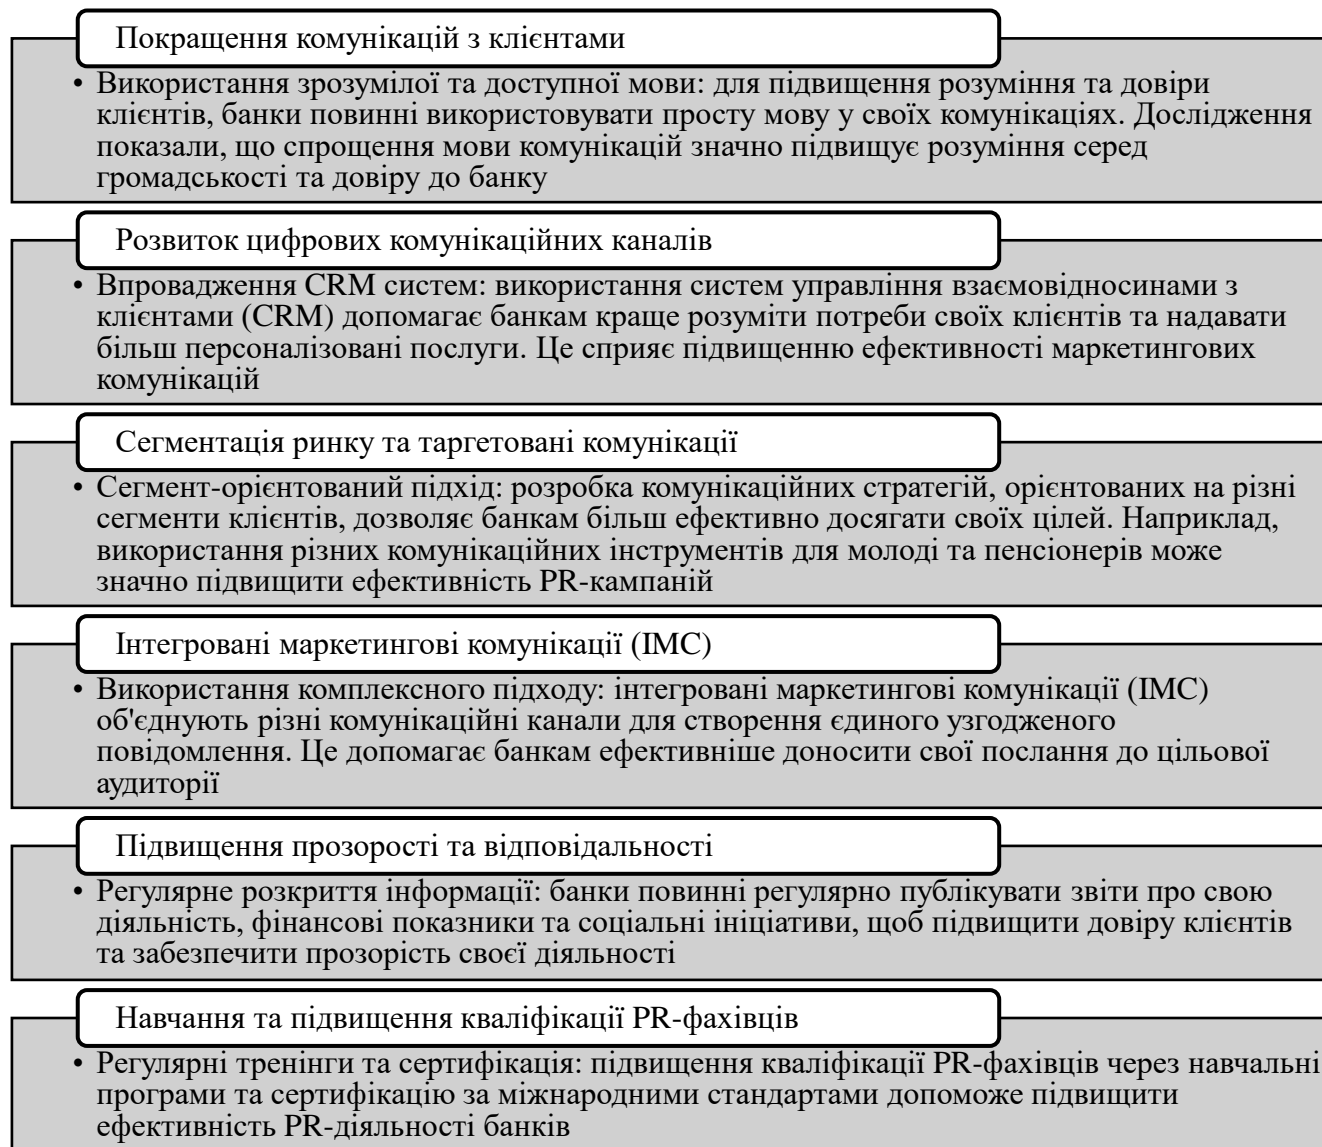 Покращення комунікацій з клієнтами
• Використання зрозумілої та доступної мови: для підвищення розуміння та довіри
клієнтів, банки повинні використовувати просту мову у своїх комунікаціях. Дослідження
показали, що спрощення мови комунікацій значно підвищує розуміння серед
громадськості та довіру до банку
Розвиток цифрових комунікаційних каналів
• Впровадження CRM систем: використання систем управління взаємовідносинами з
клієнтами (CRM) допомагає банкам краще розуміти потреби своїх клієнтів та надавати
більш персоналізовані послуги. Це сприяє підвищенню ефективності маркетингових
комунікацій
Сегментація ринку та таргетовані комунікації
• Сегмент-орієнтований підхід: розробка комунікаційних стратегій, орієнтованих на різні
сегменти клієнтів, дозволяє банкам більш ефективно досягати своїх цілей. Наприклад,
використання різних комунікаційних інструментів для молоді та пенсіонерів може
значно підвищити ефективність PR-кампаній
Інтегровані маркетингові комунікації (IMC)
• Використання комплексного підходу: інтегровані маркетингові комунікації (IMC)
об'єднують різні комунікаційні канали для створення єдиного узгодженого
повідомлення. Це допомагає банкам ефективніше доносити свої послання до цільової
аудиторії
Підвищення прозорості та відповідальності
• Регулярне розкриття інформації: банки повинні регулярно публікувати звіти про свою
діяльність, фінансові показники та соціальні ініціативи, щоб підвищити довіру клієнтів
та забезпечити прозорість своєї діяльності
Навчання та підвищення кваліфікації PR-фахівців
• Регулярні тренінги та сертифікація: підвищення кваліфікації PR-фахівців через навчальні
програми та сертифікацію за міжнародними стандартами допоможе підвищити
ефективність PR-діяльності банків